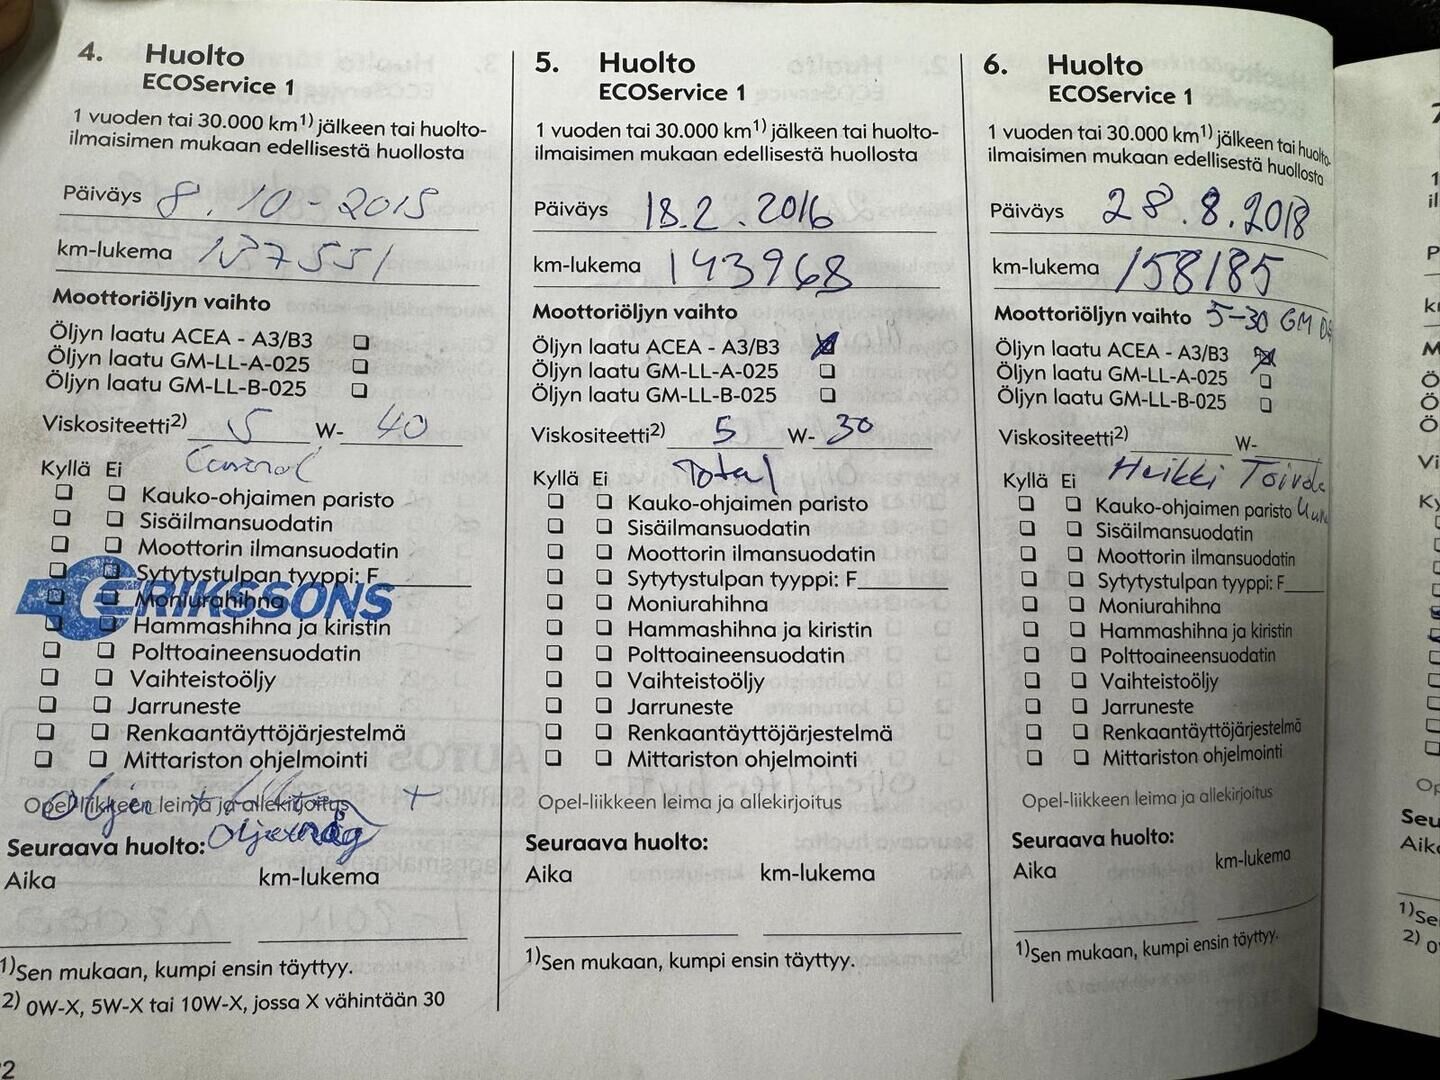 4. Huolto
ECOService 1
1 vuoden tai 30.000 km1) jälkeen tai huolto-
ilmaisimen mukaan edellisestä huollosta
Päiväys 8.10-2015
km-lukema 137551
Moottoriöljyn vaihto
Öljyn laatu ACEA - A3/B3
Öljyn laatu GM-LL-A-025
Öljyn laatu GM-LL-B-025
Viskositeetti2) 5 W- 40
Castrol
Kyllä Ei
Kauko-ohjaimen paristo
Sisäilmansuodatin
Moottorin ilmansuodatin
Sytytystulpan tyyppi: F
Moniurahihna
ERIKSSONS
Hammashihna ja kiristin
Polttoaineensuodatin
Vaihteistoöljy
Jarruneste
Renkaantäyttöjärjestelmä
Mittariston ohjelmointi
Opel-liikkeen leima ja allekirjoitus
Seuraava huolto:
Aika km-lukema
1)Sen mukaan, kumpi ensin täyttyy.
2) 0W-X, 5W-X tai 10W-X, jossa X vähintään 30
5. Huolto
ECOService 1
1 vuoden tai 30.000 km1) jälkeen tai huolto-
ilmaisimen mukaan edellisestä huollosta
Päiväys 18.2.2016
km-lukema 143968
Moottoriöljyn vaihto
Öljyn laatu ACEA - A3/B3
Öljyn laatu GM-LL-A-025
Öljyn laatu GM-LL-B-025
Viskositeetti2) 5 W- 30
Total
Kyllä Ei
Kauko-ohjaimen paristo
Sisäilmansuodatin
Moottorin ilmansuodatin
Sytytystulpan tyyppi: F
Moniurahihna
Hammashihna ja kiristin
Polttoaineensuodatin
Vaihteistoöljy
Jarruneste
Renkaantäyttöjärjestelmä
Mittariston ohjelmointi
Opel-liikkeen leima ja allekirjoitus
Seuraava huolto:
Aika km-lukema
1)Sen mukaan, kumpi ensin täyttyy.
6. Huolto
ECOService 1
1 vuoden tai 30.000 km1) jälkeen tai huolto-
ilmaisimen mukaan edellisestä huollosta
Päiväys 28.8.2018
km-lukema 158185
Moottoriöljyn vaihto 5-30 GM
Öljyn laatu ACEA - A3/B3
Öljyn laatu GM-LL-A-025
Öljyn laatu GM-LL-B-025
Viskositeetti2) W-
Heikki
Kyllä Ei
Kauko-ohjaimen paristo
Sisäilmansuodatin
Moottorin ilmansuodatin
Sytytystulpan tyyppi: F
Moniurahihna
Hammashihna ja kiristin
Polttoaineensuodatin
Vaihteistoöljy
Jarruneste
Renkaantäyttöjärjestelmä
Mittariston ohjelmointi
Opel-liikkeen leima ja allekirjoitus
Seuraava huolto:
Aika km-lukema
1)Sen mukaan, kumpi ensin täyttyy.